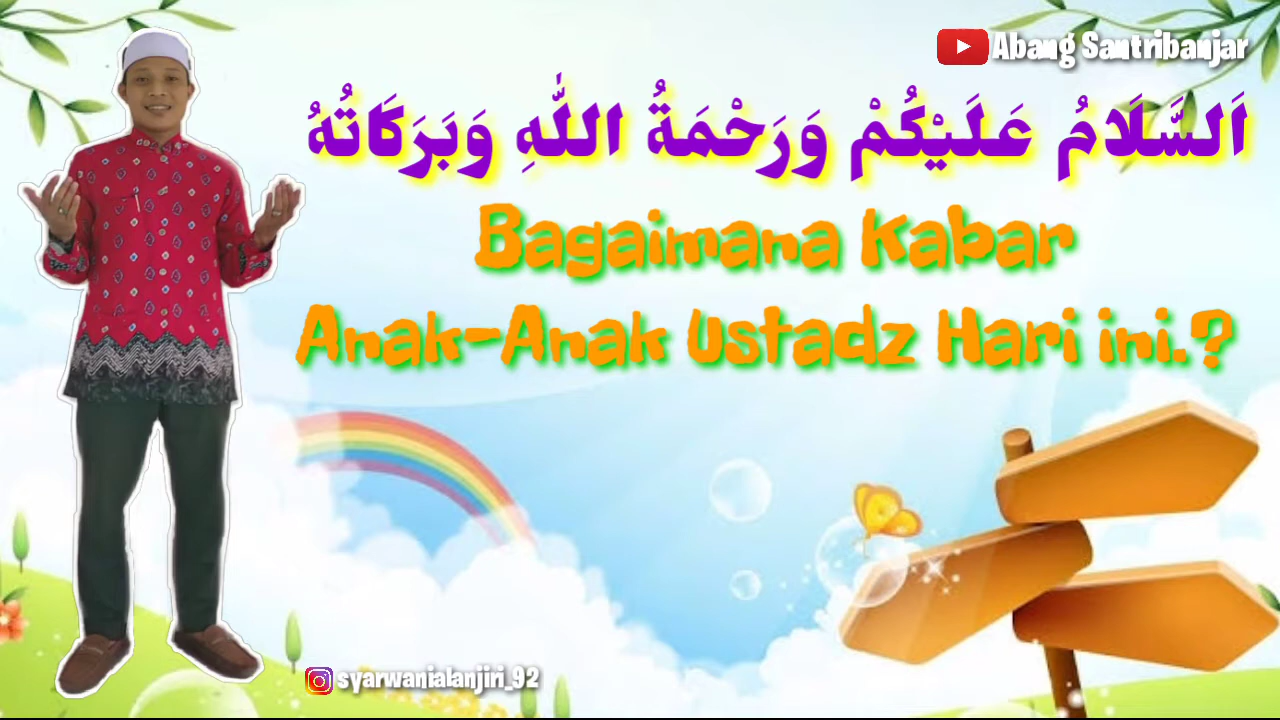 Abang Santribanjar
اَلسَّلَامُ عَلَيْكُمْ وَرَحْمَةُ اللّٰهِ وَبَرَكَاتُهُ
Bagaimana Kabar
Anak-Anak Ustadz Hari ini.?
syarwanialanjiri_92